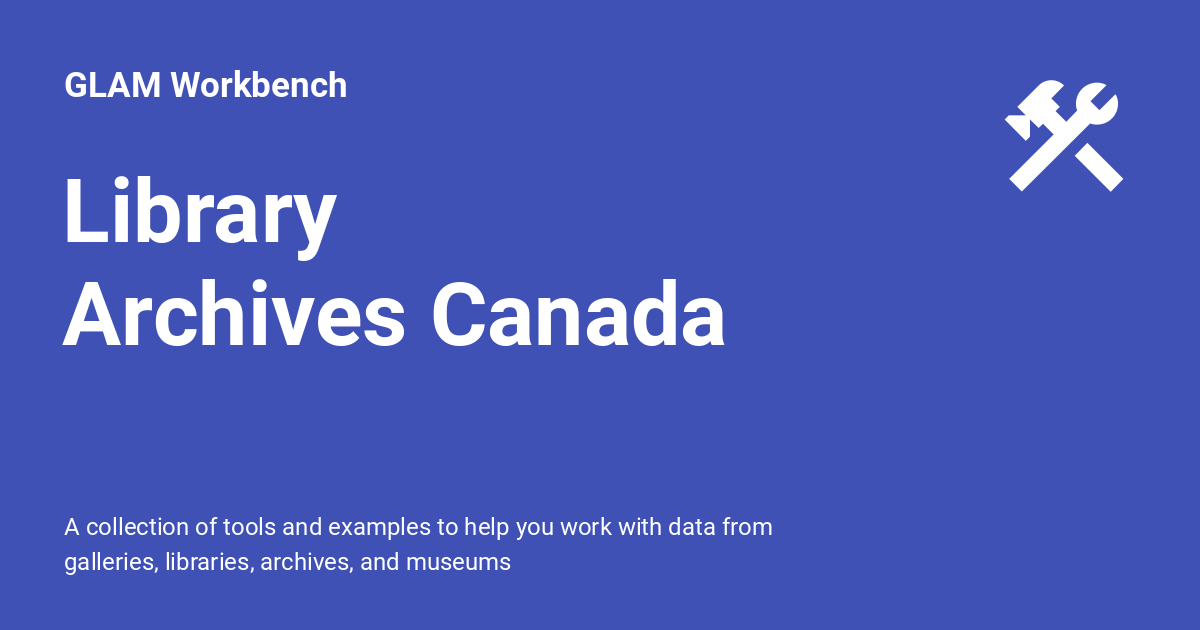 GLAM Workbench
Library
Archives Canada
A collection of tools and examples to help you work with data from
galleries, libraries, archives, and museums